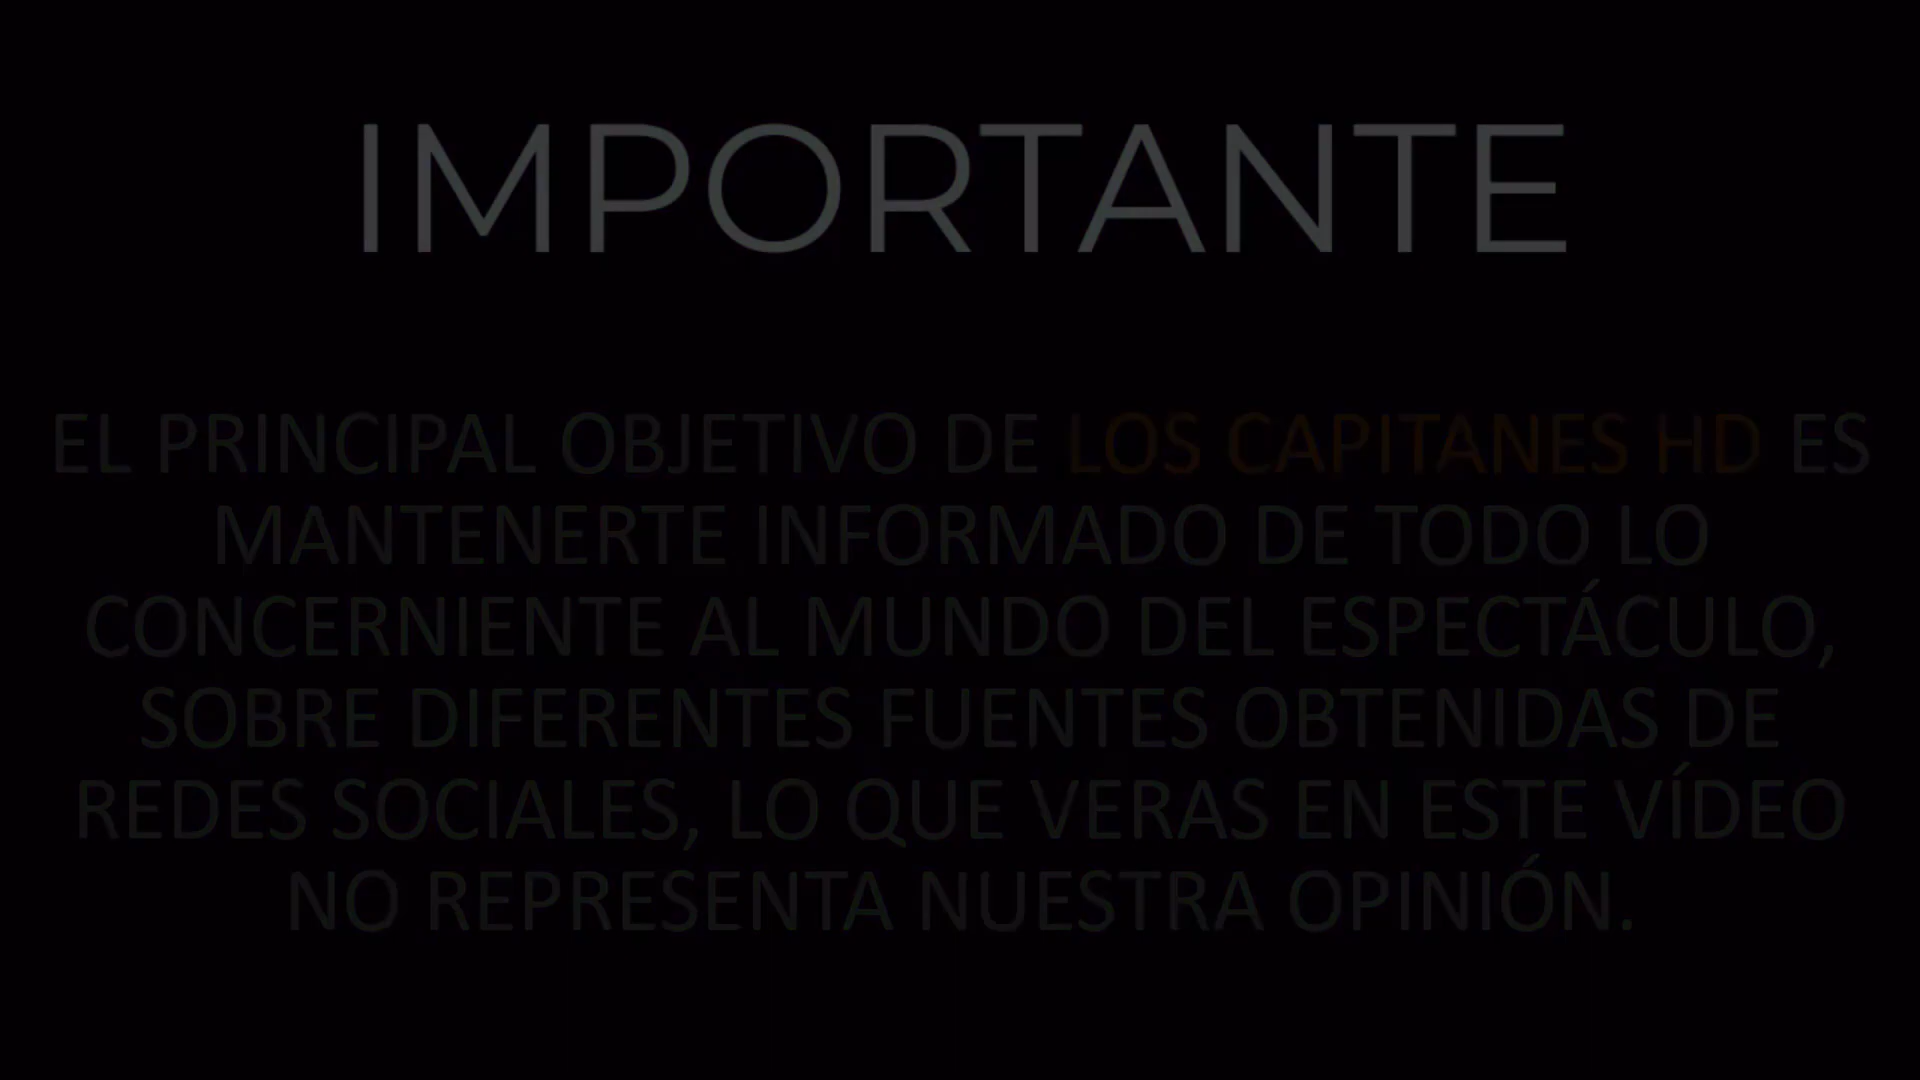 IMPORTANTE
EL PRINCIPAL OBJETIVO DE LOS CAPITANES HD ES
MANTENERTE INFORMADO DE TODO LO
CONCERNIENTE AL MUNDO DEL ESPECTÁCULO,
SOBRE DIFERENTES FUENTES OBTENIDAS DE
REDES SOCIALES, LO QUE VERAS EN ESTE VÍDEO
NO REPRESENTA NUESTRA OPINIÓN.